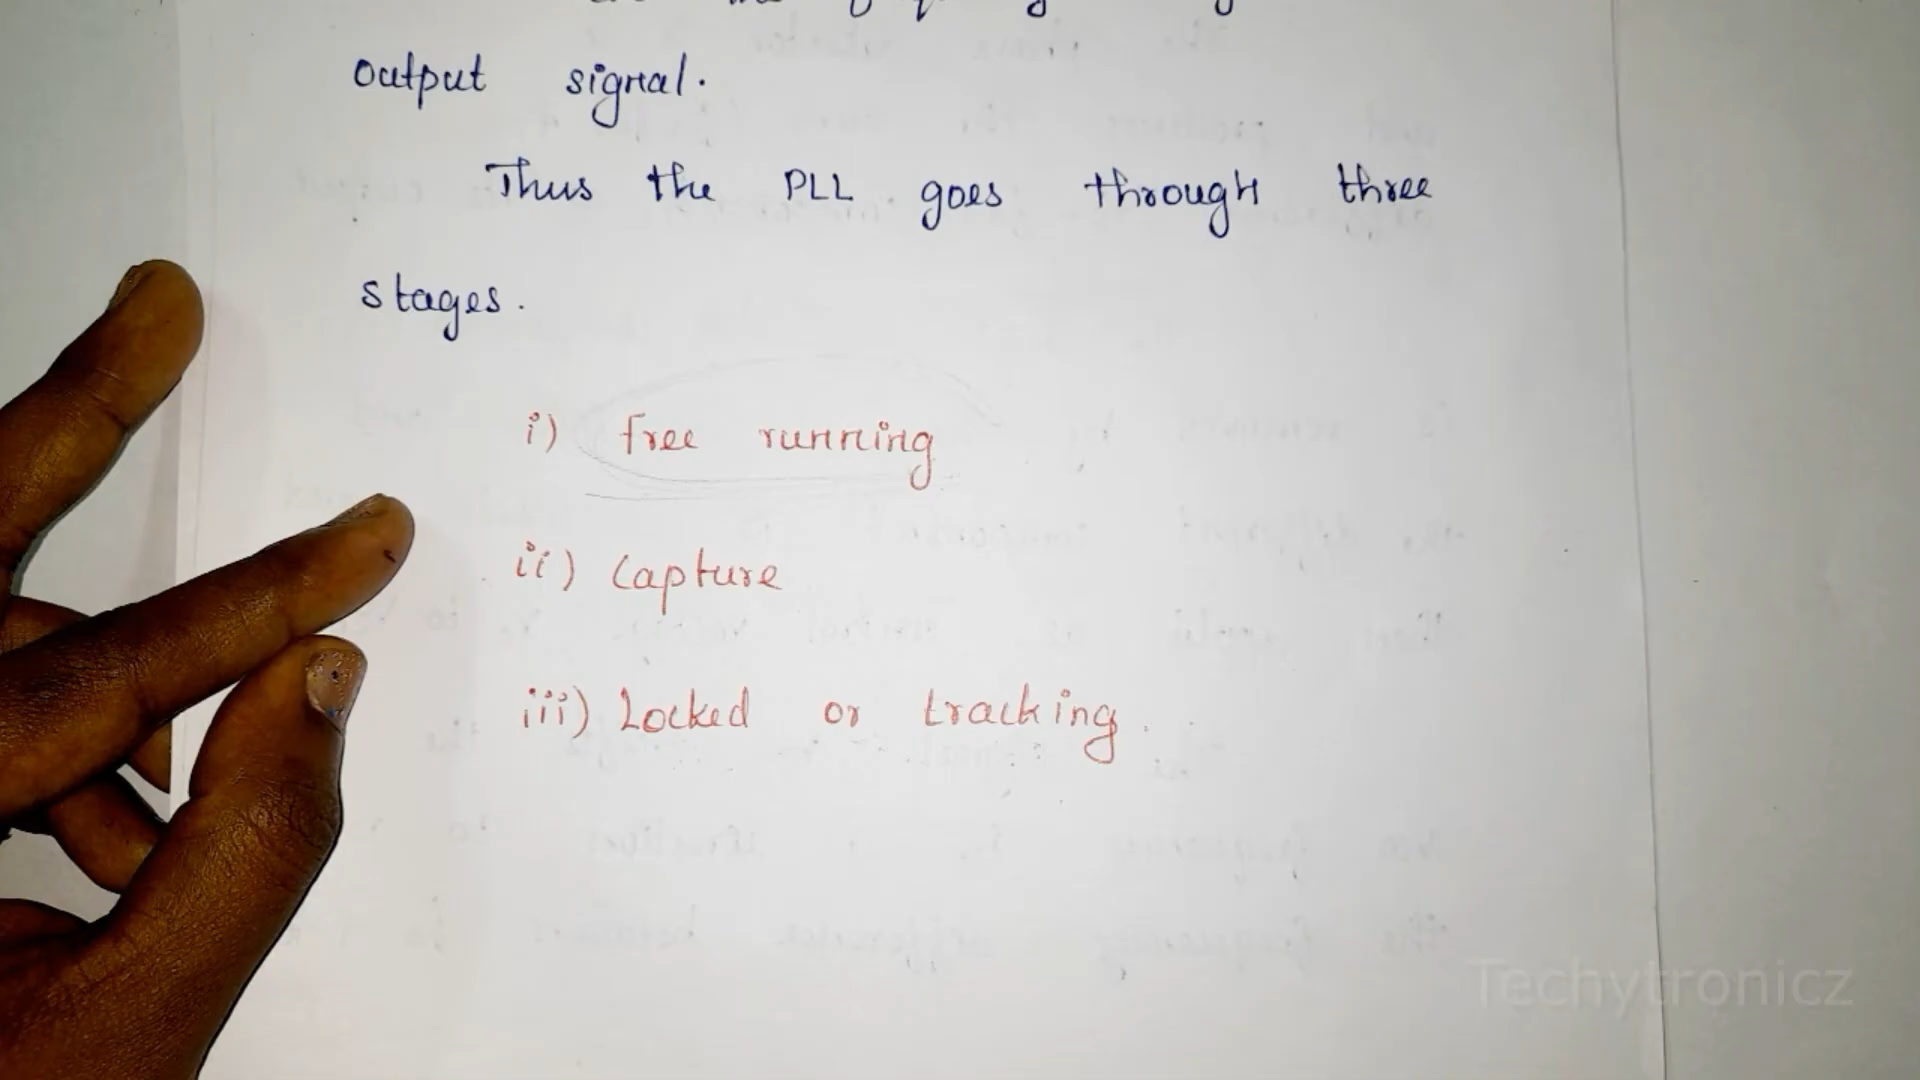 output signal.
Thus the PLL goes through three
stages.
i) free running
ii) Capture
iii) Locked or tracking.
Techytronicz